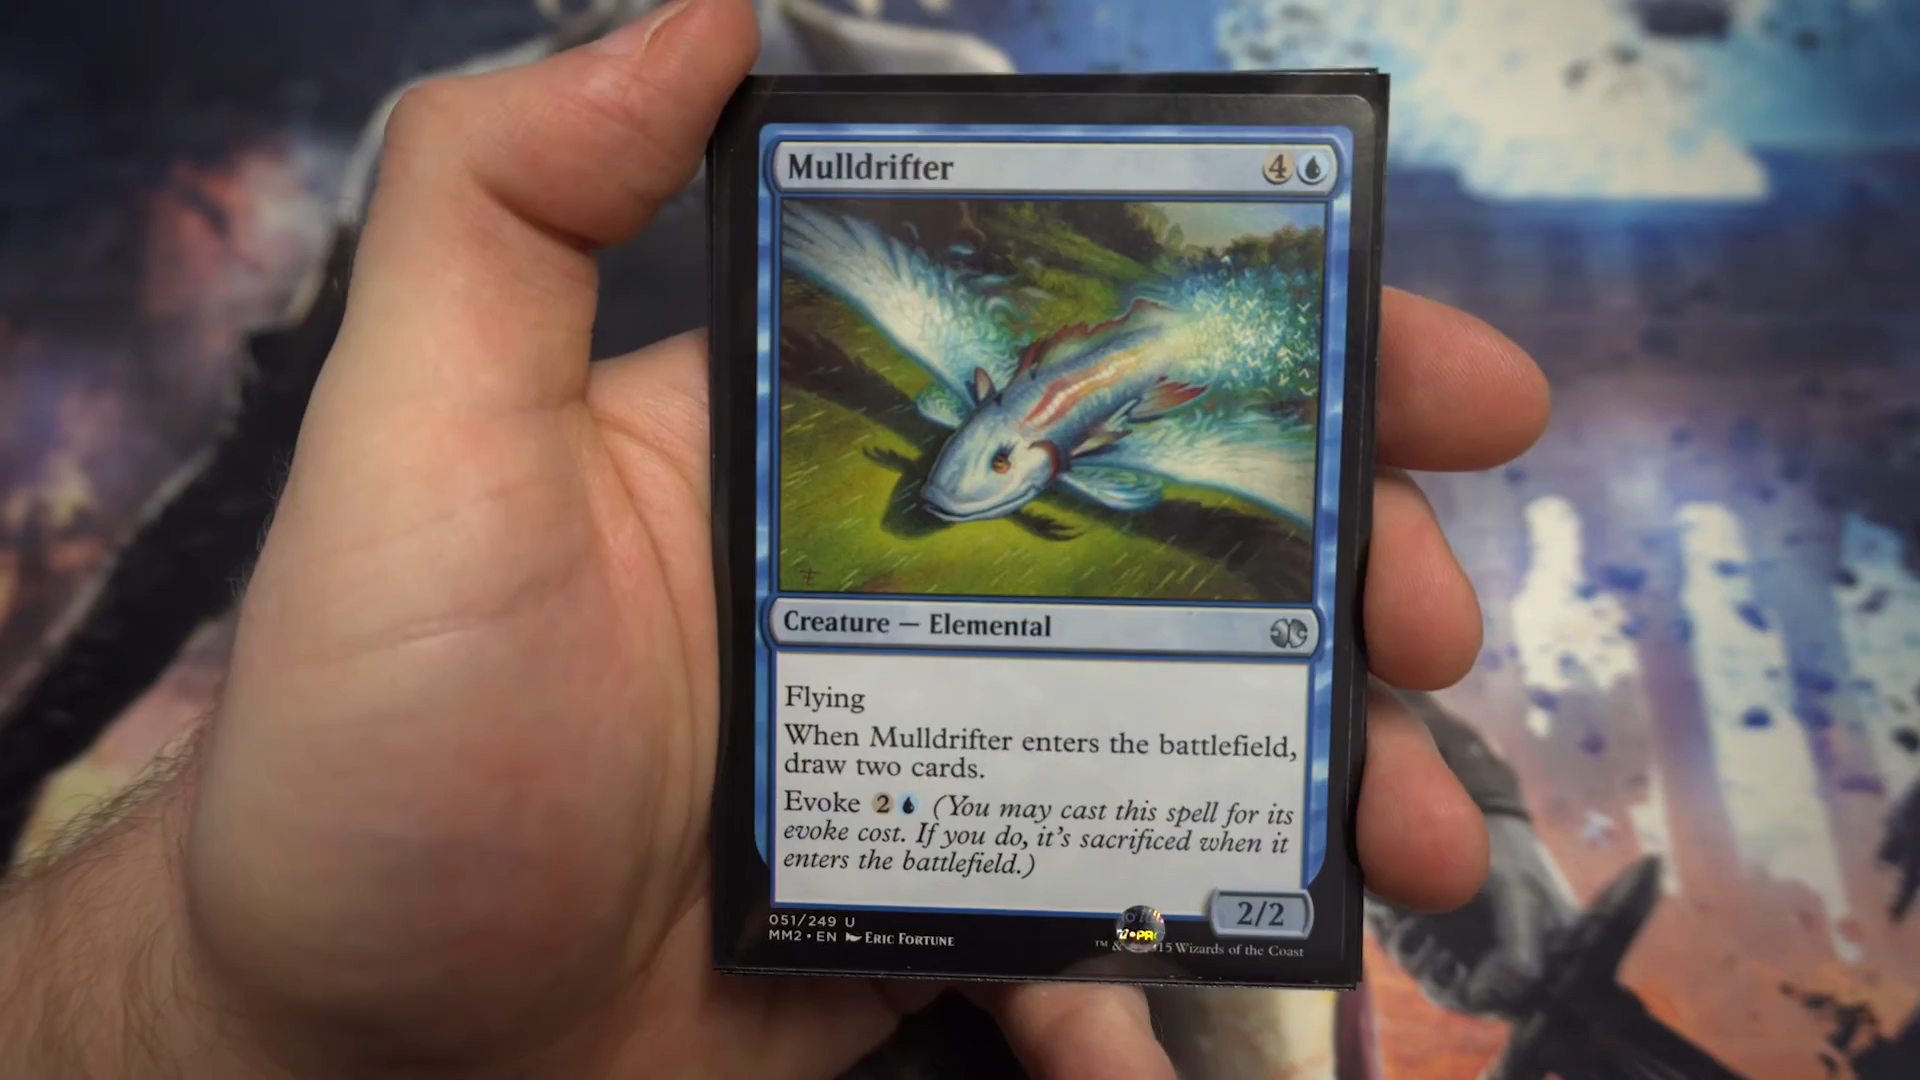 Mulldrifter 4
Creature — Elemental
Flying
When Mulldrifter enters the battlefield,
draw two cards.
Evoke 2 (You may cast this spell for its
evoke cost. If you do, it's sacrificed when it
enters the battlefield.)
2/2
051/249 U
MM2 • EN Eric Fortune
™ & 15 Wizards of the Coast